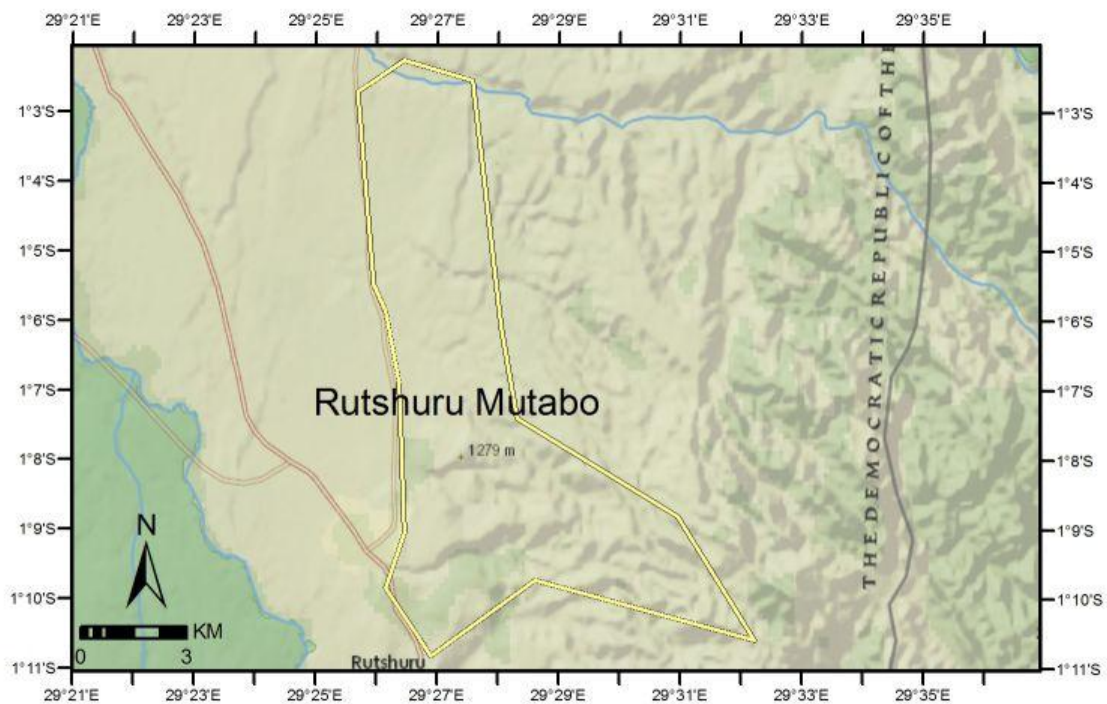 29°21'E 29°23'E 29°25'E 29°27'E 29°29'E 29°31'E 29°33'E 29°35'E
1°3'S 1°3'S
1°4'S 1°4'S
1°5'S 1°5'S
1°6'S 1°6'S
1°7'S 1°7'S
Rutshuru Mutabo
1279 m
1°8'S 1°8'S
1°9'S 1°9'S
THE DEMOCRATIC REPUBLIC OF THE
N
1°10'S 1°10'S
KM
0 3
Rutshuru
1°11'S 1°11'S
29°21'E 29°23'E 29°25'E 29°27'E 29°29'E 29°31'E 29°33'E 29°35'E